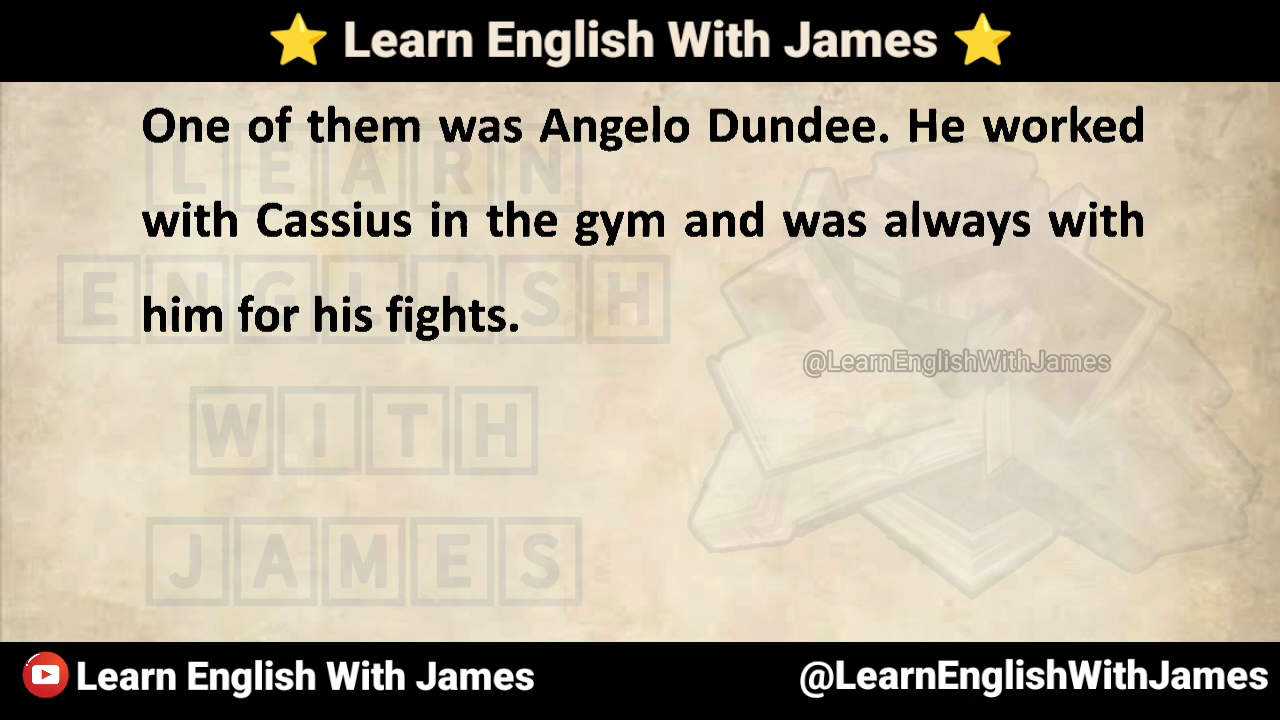 ⭐ Learn English With James ⭐
One of them was Angelo Dundee. He worked
with Cassius in the gym and was always with
him for his fights.
LEARN
ENGLISH
WITH
JAMES
@LearnEnglishWithJames
Learn English With James
@LearnEnglishWithJames